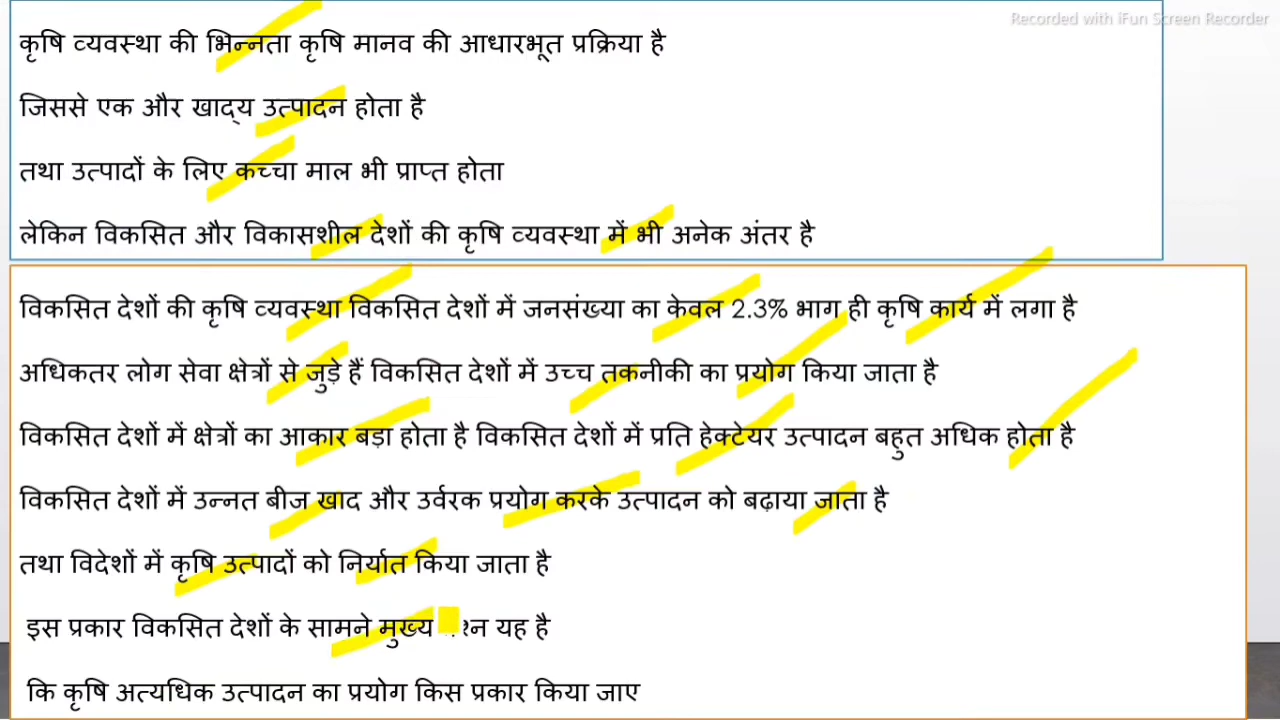 Recorded with iFun Screen Recorder
कृषि व्यवस्था की भिन्नता कृषि मानव की आधारभूत प्रक्रिया है
जिससे एक और खाद्य उत्पादन होता है
तथा उत्पादों के लिए कच्चा माल भी प्राप्त होता
लेकिन विकसित और विकासशील देशों की कृषि व्यवस्था में भी अनेक अंतर है
विकसित देशों की कृषि व्यवस्था विकसित देशों में जनसंख्या का केवल 2.3% भाग ही कृषि कार्य में लगा है
अधिकतर लोग सेवा क्षेत्रों से जुड़े हैं विकसित देशों में उच्च तकनीकी का प्रयोग किया जाता है
विकसित देशों में क्षेत्रों का आकार बड़ा होता है विकसित देशों में प्रति हेक्टेयर उत्पादन बहुत अधिक होता है
विकसित देशों में उन्नत बीज खाद और उर्वरक प्रयोग करके उत्पादन को बढ़ाया जाता है
तथा विदेशों में कृषि उत्पादों को निर्यात किया जाता है
इस प्रकार विकसित देशों के सामने मुख्य यह है
कि कृषि अत्यधिक उत्पादन का प्रयोग किस प्रकार किया जाए